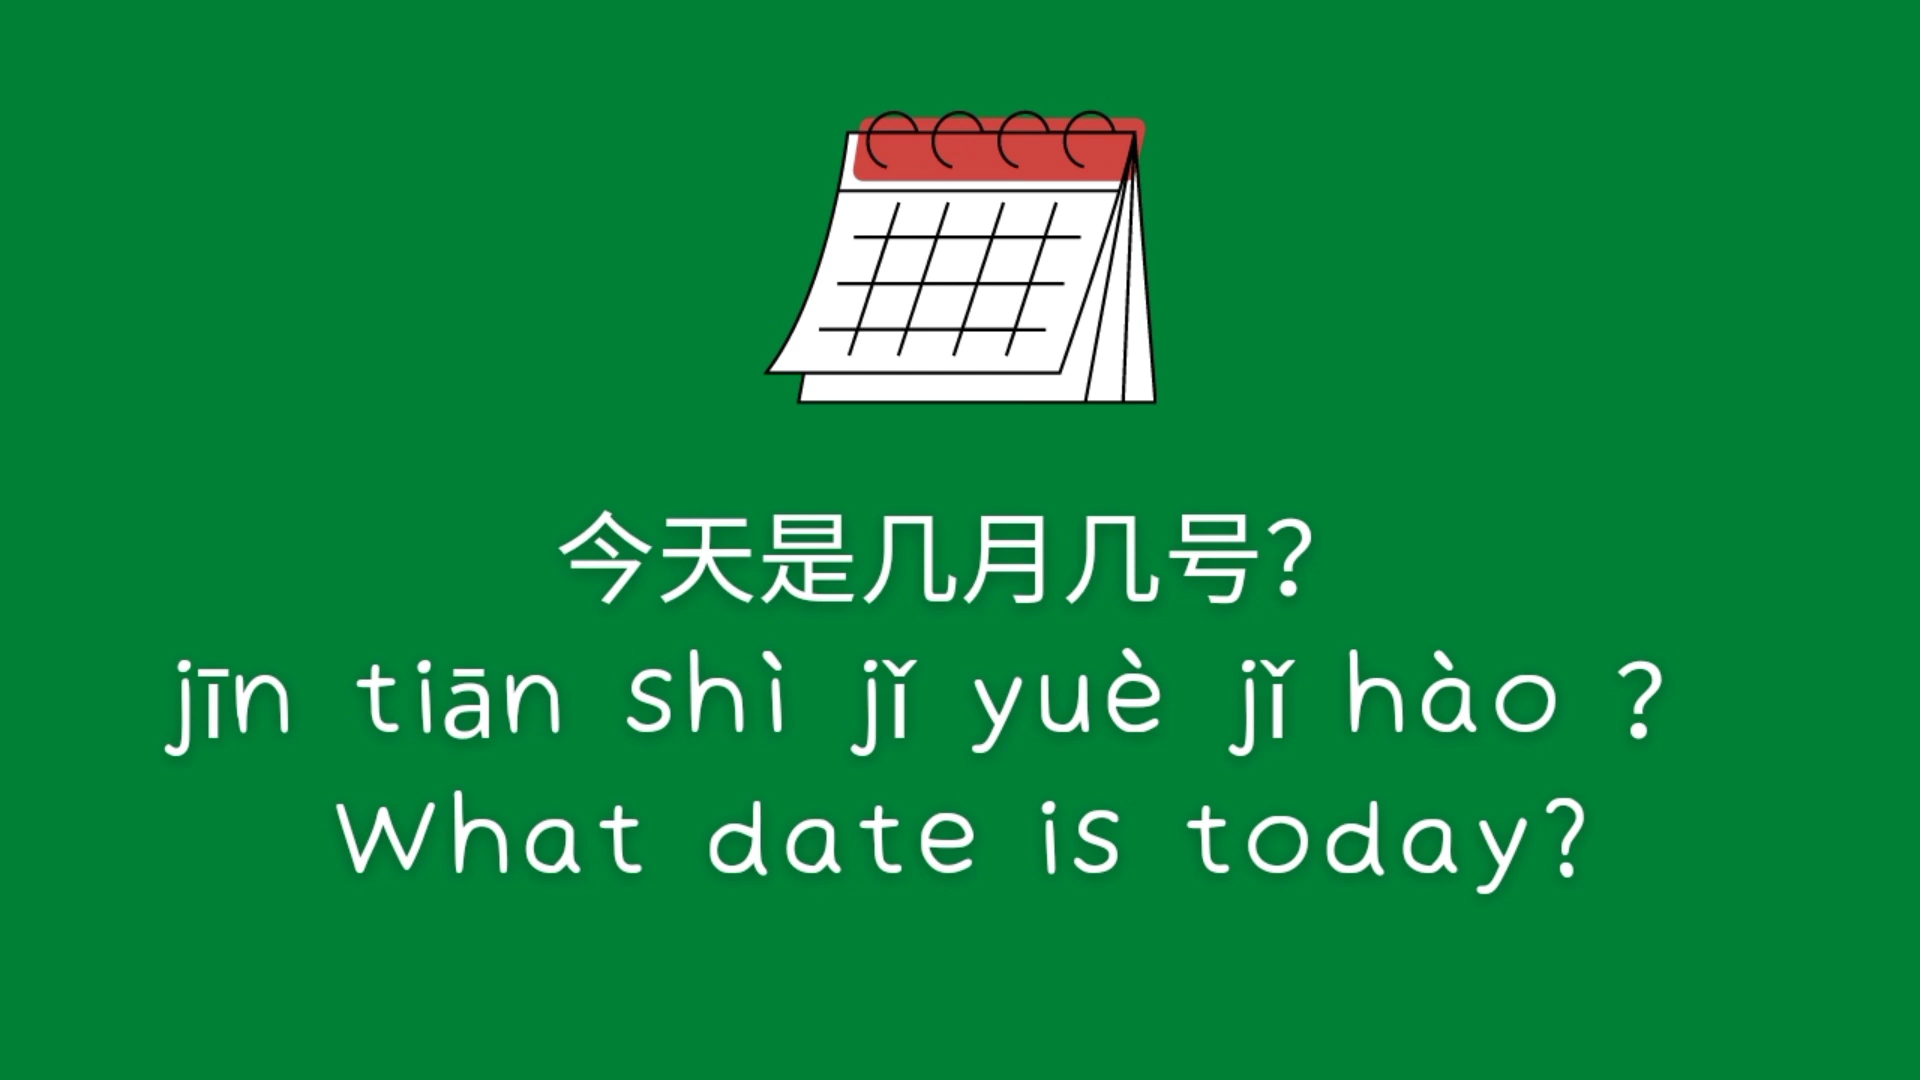 今天是几月几号？
jīn tiān shì jǐ yuè jǐ hào ?
What date is today?